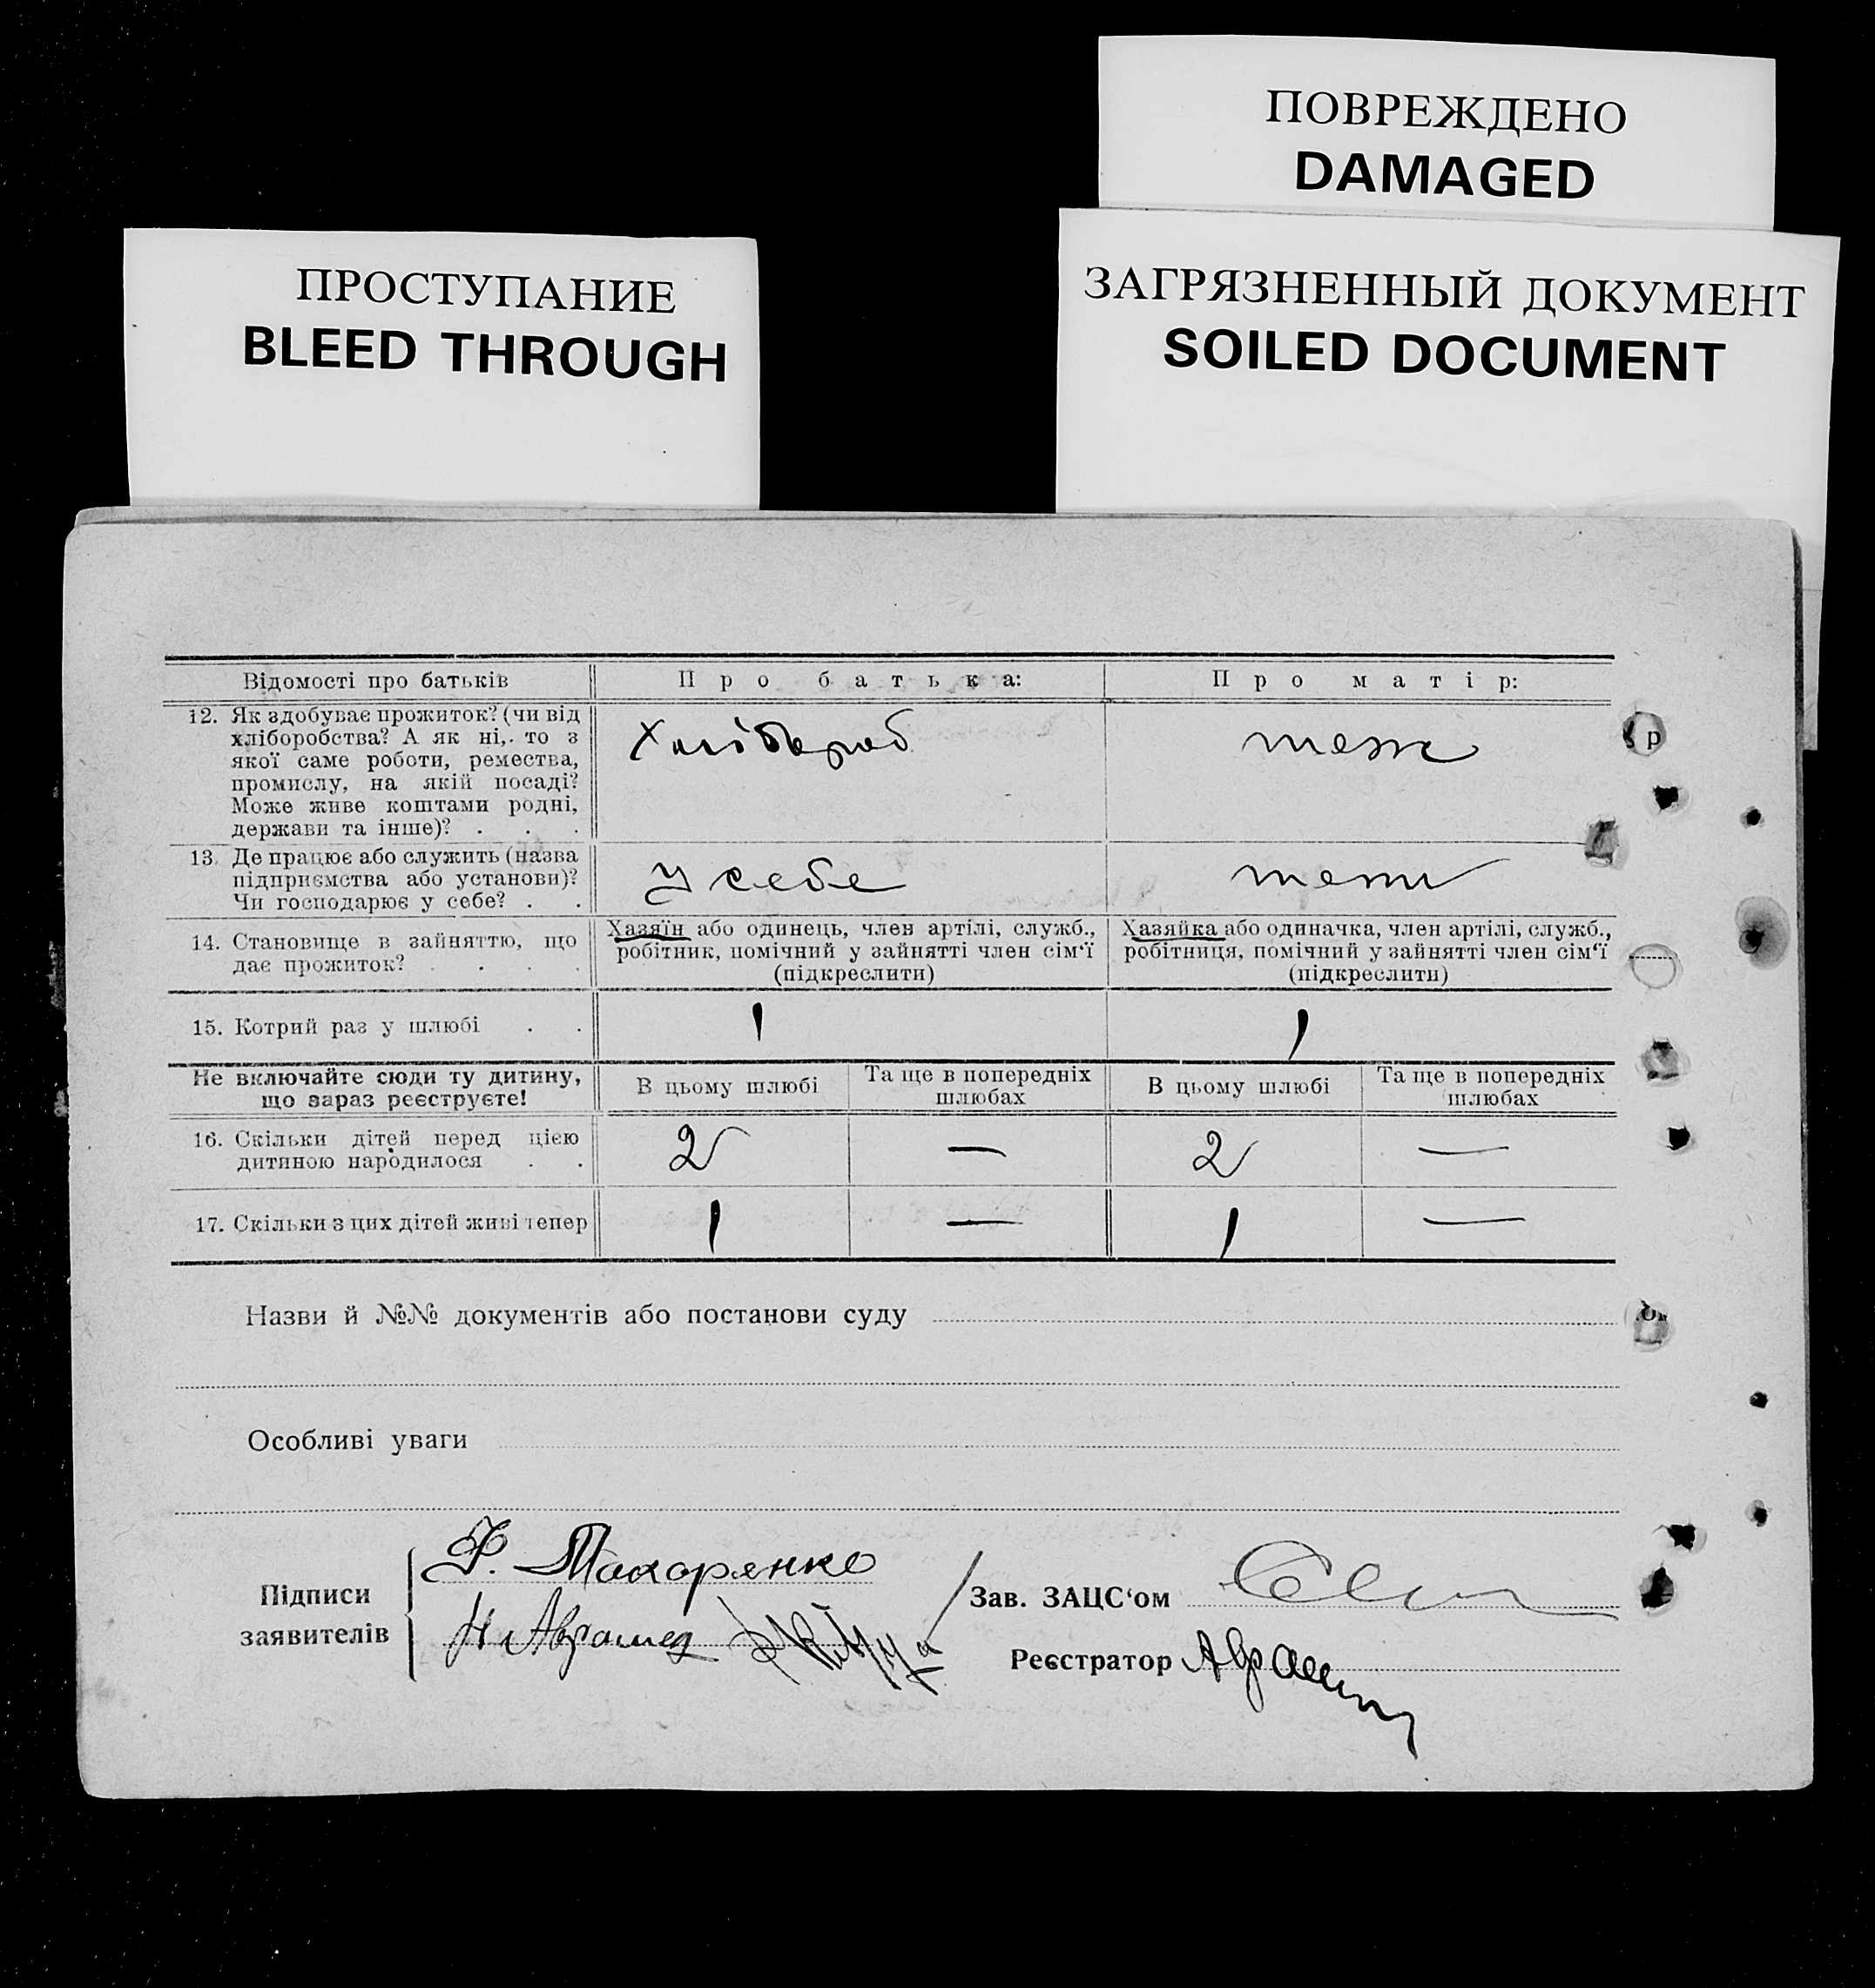 ПОВРЕЖДЕНО
DAMAGED
ПРОСТУПАНИЕ
BLEED THROUGH
ЗАГРЯЗНЕННЫЙ ДОКУМЕНТ
SOILED DOCUMENT
Відомості про батьків Про батька: Про матір:
12. Як здобуває прожиток? (чи від
хліборобства? А як ні, то з
якої саме роботи, ремества,
промислу, на якій посаді?
Може живе коштами родні,
держави та інше)? . . .
Хлібороб
теж
13. Де працює або служить (назва
підприємства або установи)?
Чи господарює у себе? . .
У себе
теж
14. Становище в зайняттю, що
дає прожиток? . . . .
Хазяїн або одинець, член артілі, служб.,
робітник, помічний у зайнятті член сім‘ї
(підкреслити)
Хазяйка або одиначка, член артілі, служб.,
робітниця, помічний у зайнятті член сім‘ї
(підкреслити)
15. Котрий раз у шлюбі . . 1 1
Не включайте сюди ту дитину,
що зараз реєструєте!
В цьому шлюбі
Та ще в попередніх
шлюбах
В цьому шлюбі
Та ще в попередніх
шлюбах
16. Скільки дітей перед цією
дитиною народилося . .
2 — 2 —
17. Скільки з цих дітей живі тепер 1 — 1 —
Назви й №№ документів або постанови суду
Особливі уваги
Підписи
заявителів
Ф. Макаренко
Зав. ЗАЦС‘ом
Реєстратор
р